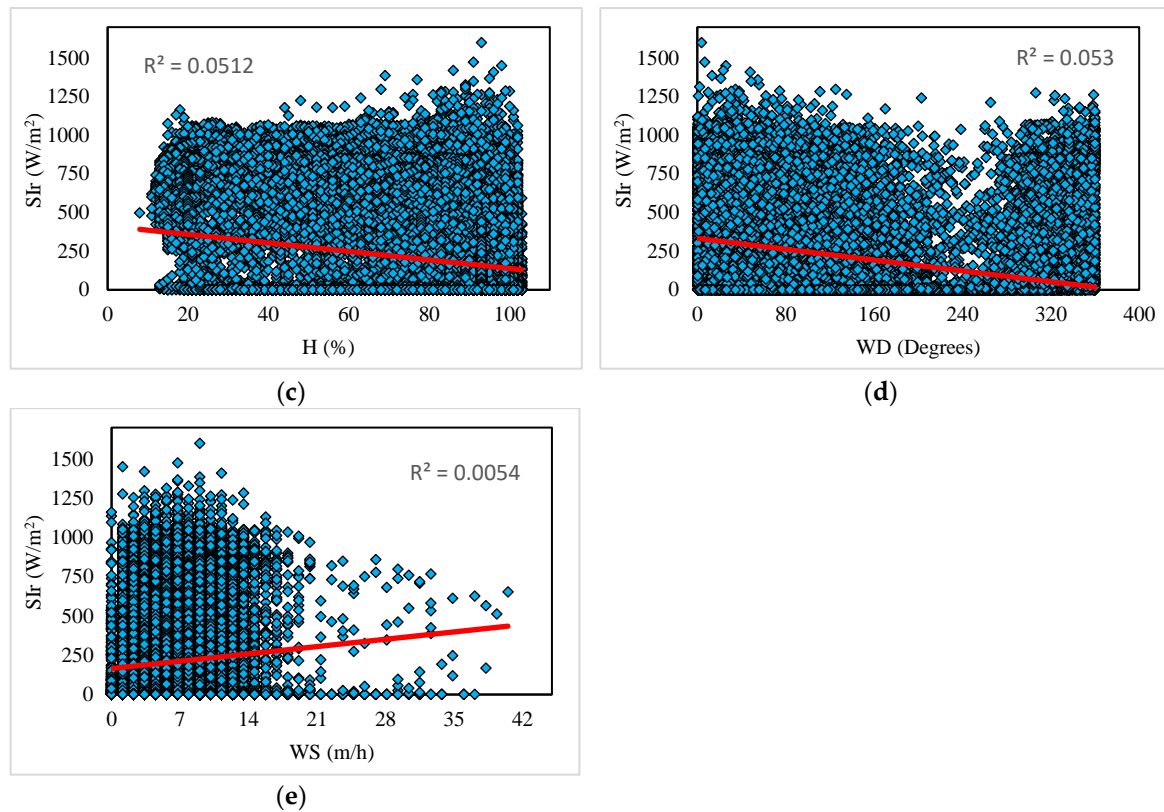 R² = 0.0512
SIr (W/m²)
1500
1250
1000
750
500
250
0
0 20 40 60 80 100
H (%)
(c)
R² = 0.053
SIr (W/m²)
1500
1250
1000
750
500
250
0
0 80 160 240 320 400
WD (Degrees)
(d)
R² = 0.0054
SIr (W/m²)
1500
1250
1000
750
500
250
0
0 7 14 21 28 35 42
WS (m/h)
(e)